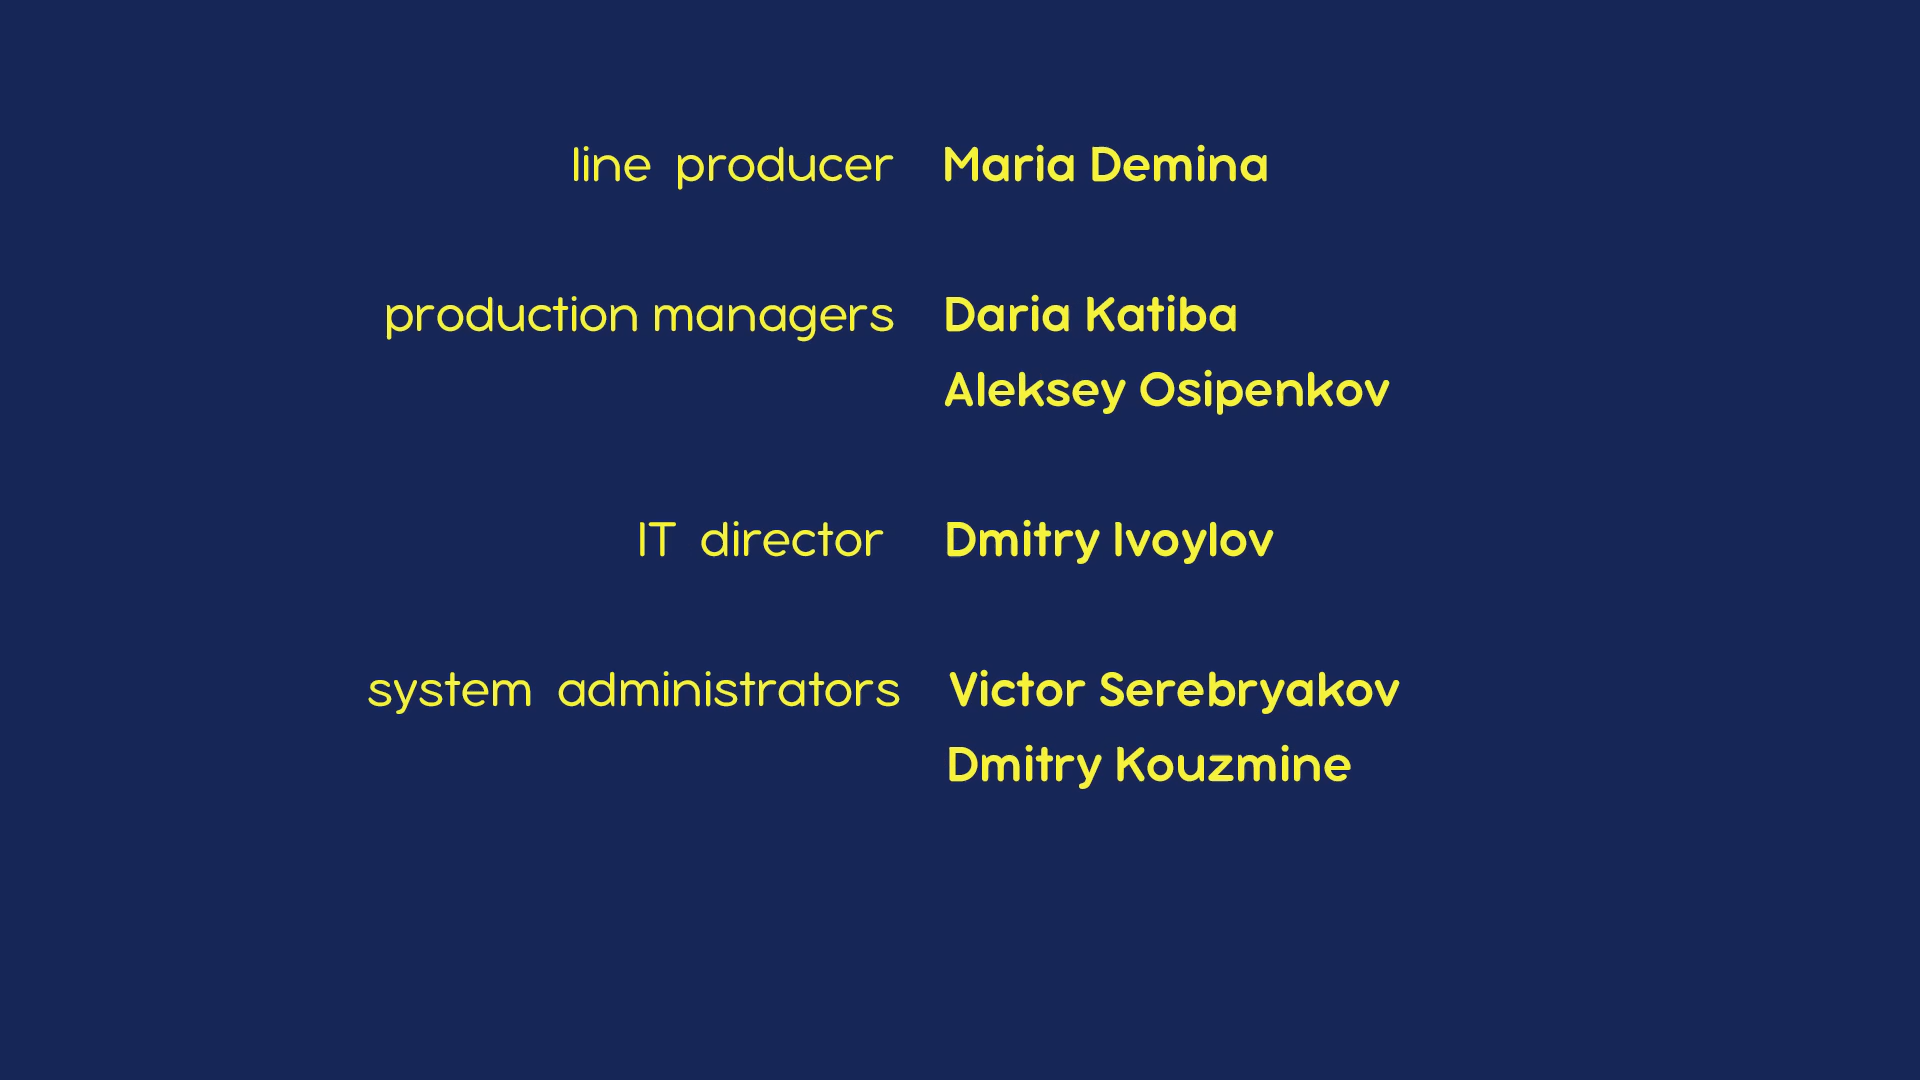 line producer Maria Demina
production managers Daria Katiba
Aleksey Osipenkov
IT director Dmitry Ivoylov
system administrators Victor Serebryakov
Dmitry Kouzmine